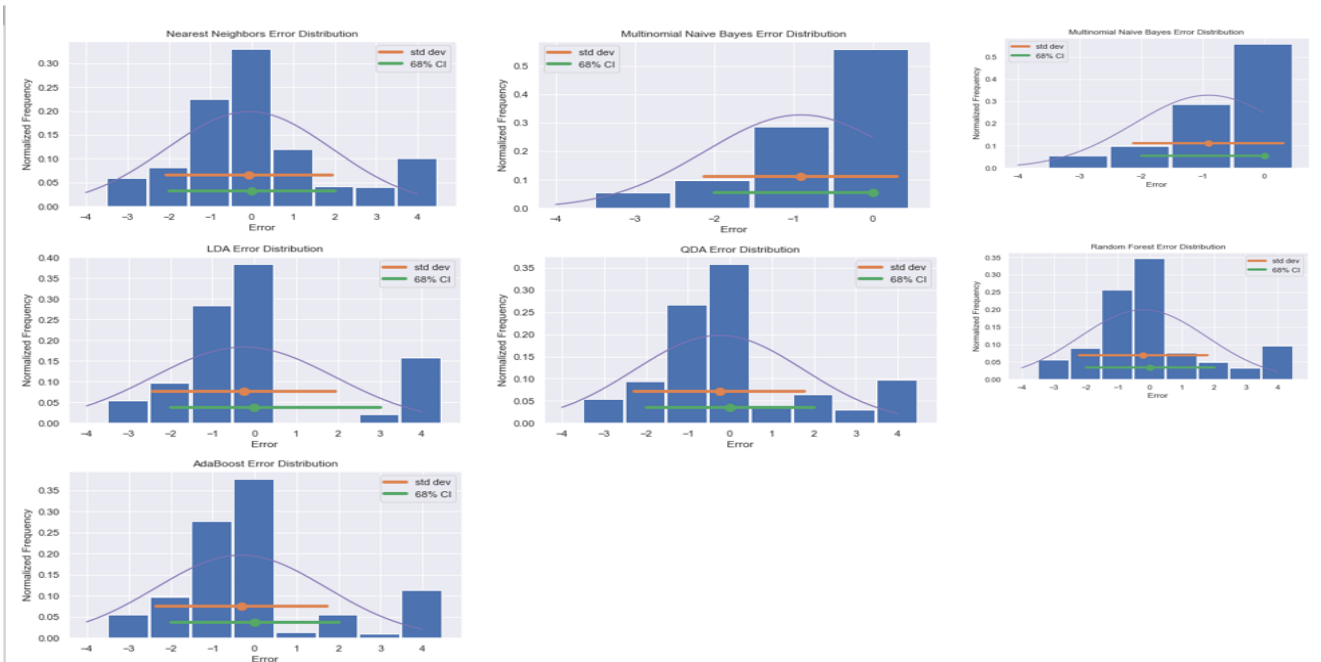 Nearest Neighbors Error Distribution
std dev
68% CI
Normalized Frequency
0.30
0.25
0.20
0.15
0.10
0.05
0.00
−4 −3 −2 −1 0 1 2 3 4
Error
Multinomial Naive Bayes Error Distribution
std dev
68% CI
Normalized Frequency
0.5
0.4
0.3
0.2
0.1
0.0
−4 −3 −2 −1 0
Error
Multinomial Naive Bayes Error Distribution
std dev
68% CI
Normalized Frequency
0.5
0.4
0.3
0.2
0.1
0.0
−4 −3 −2 −1 0
Error
LDA Error Distribution
std dev
68% CI
Normalized Frequency
0.40
0.35
0.30
0.25
0.20
0.15
0.10
0.05
0.00
−4 −3 −2 −1 0 1 2 3 4
Error
QDA Error Distribution
std dev
68% CI
Normalized Frequency
0.35
0.30
0.25
0.20
0.15
0.10
0.05
0.00
−4 −3 −2 −1 0 1 2 3 4
Error
Random Forest Error Distribution
std dev
68% CI
Normalized Frequency
0.35
0.30
0.25
0.20
0.15
0.10
0.05
0.00
−4 −3 −2 −1 0 1 2 3 4
Error
AdaBoost Error Distribution
std dev
68% CI
Normalized Frequency
0.35
0.30
0.25
0.20
0.15
0.10
0.05
0.00
−4 −3 −2 −1 0 1 2 3 4
Error